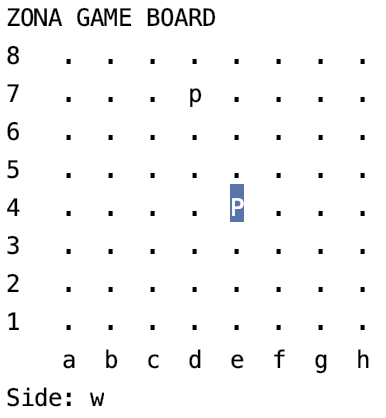 ZONA GAME BOARD
8 . . . . . . . .
7 . . . p . . . .
6 . . . . . . . .
5 . . . . . . . .
4 . . . . P . . .
3 . . . . . . . .
2 . . . . . . . .
1 . . . . . . . .
a b c d e f g h
Side: w